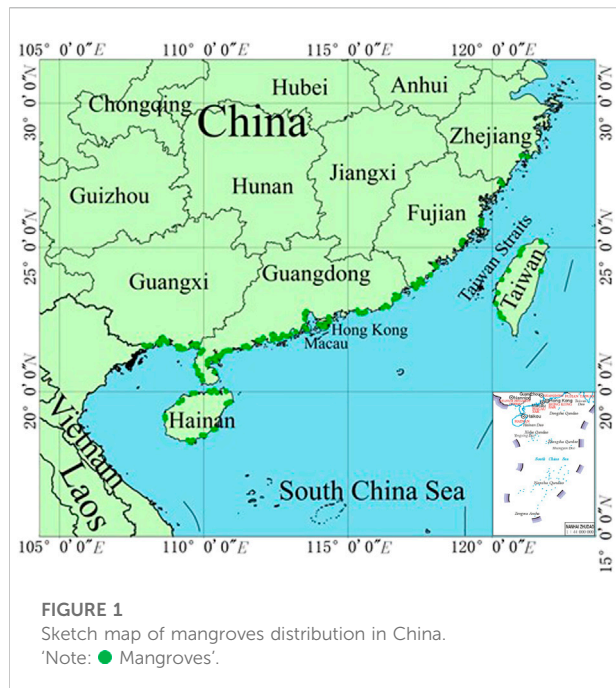 105° 0′0″E
110° 0′0″E
115° 0′0″E
120° 0′0″E
30° 0′0″N
30° 0′0″N
Hubei
Anhui
Chongqing
China
Zhejiang
Jiangxi
Guizhou
Hunan
Fujian
25° 0′0″N
25° 0′0″N
Taiwan Straits
Taiwan
Guangxi
Guangdong
Hong Kong
Macau
20° 0′0″N
20° 0′0″N
Hainan
Vietnam
Laos
South China Sea
South China Sea
NANHAI ZHUDAO
105° 0′0″E
110° 0′0″E
115° 0′0″E
120° 0′0″E
15° 0′0″N
FIGURE 1
Sketch map of mangroves distribution in China.
'Note: ● Mangroves'.